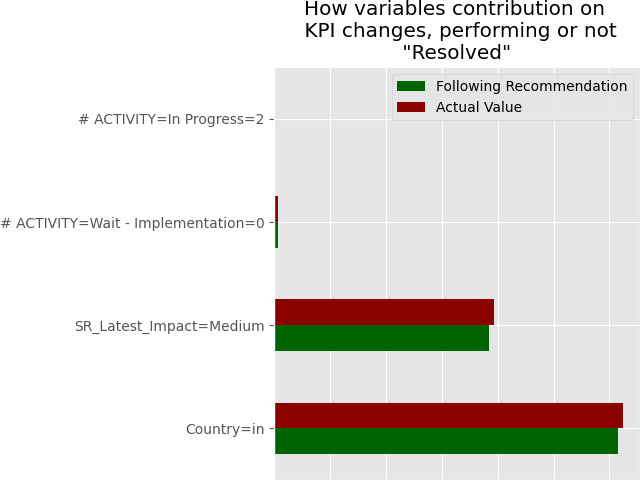 How variables contribution on
KPI changes, performing or not
"Resolved"
Following Recommendation
Actual Value
# ACTIVITY=In Progress=2
# ACTIVITY=Wait - Implementation=0
SR_Latest_Impact=Medium
Country=in